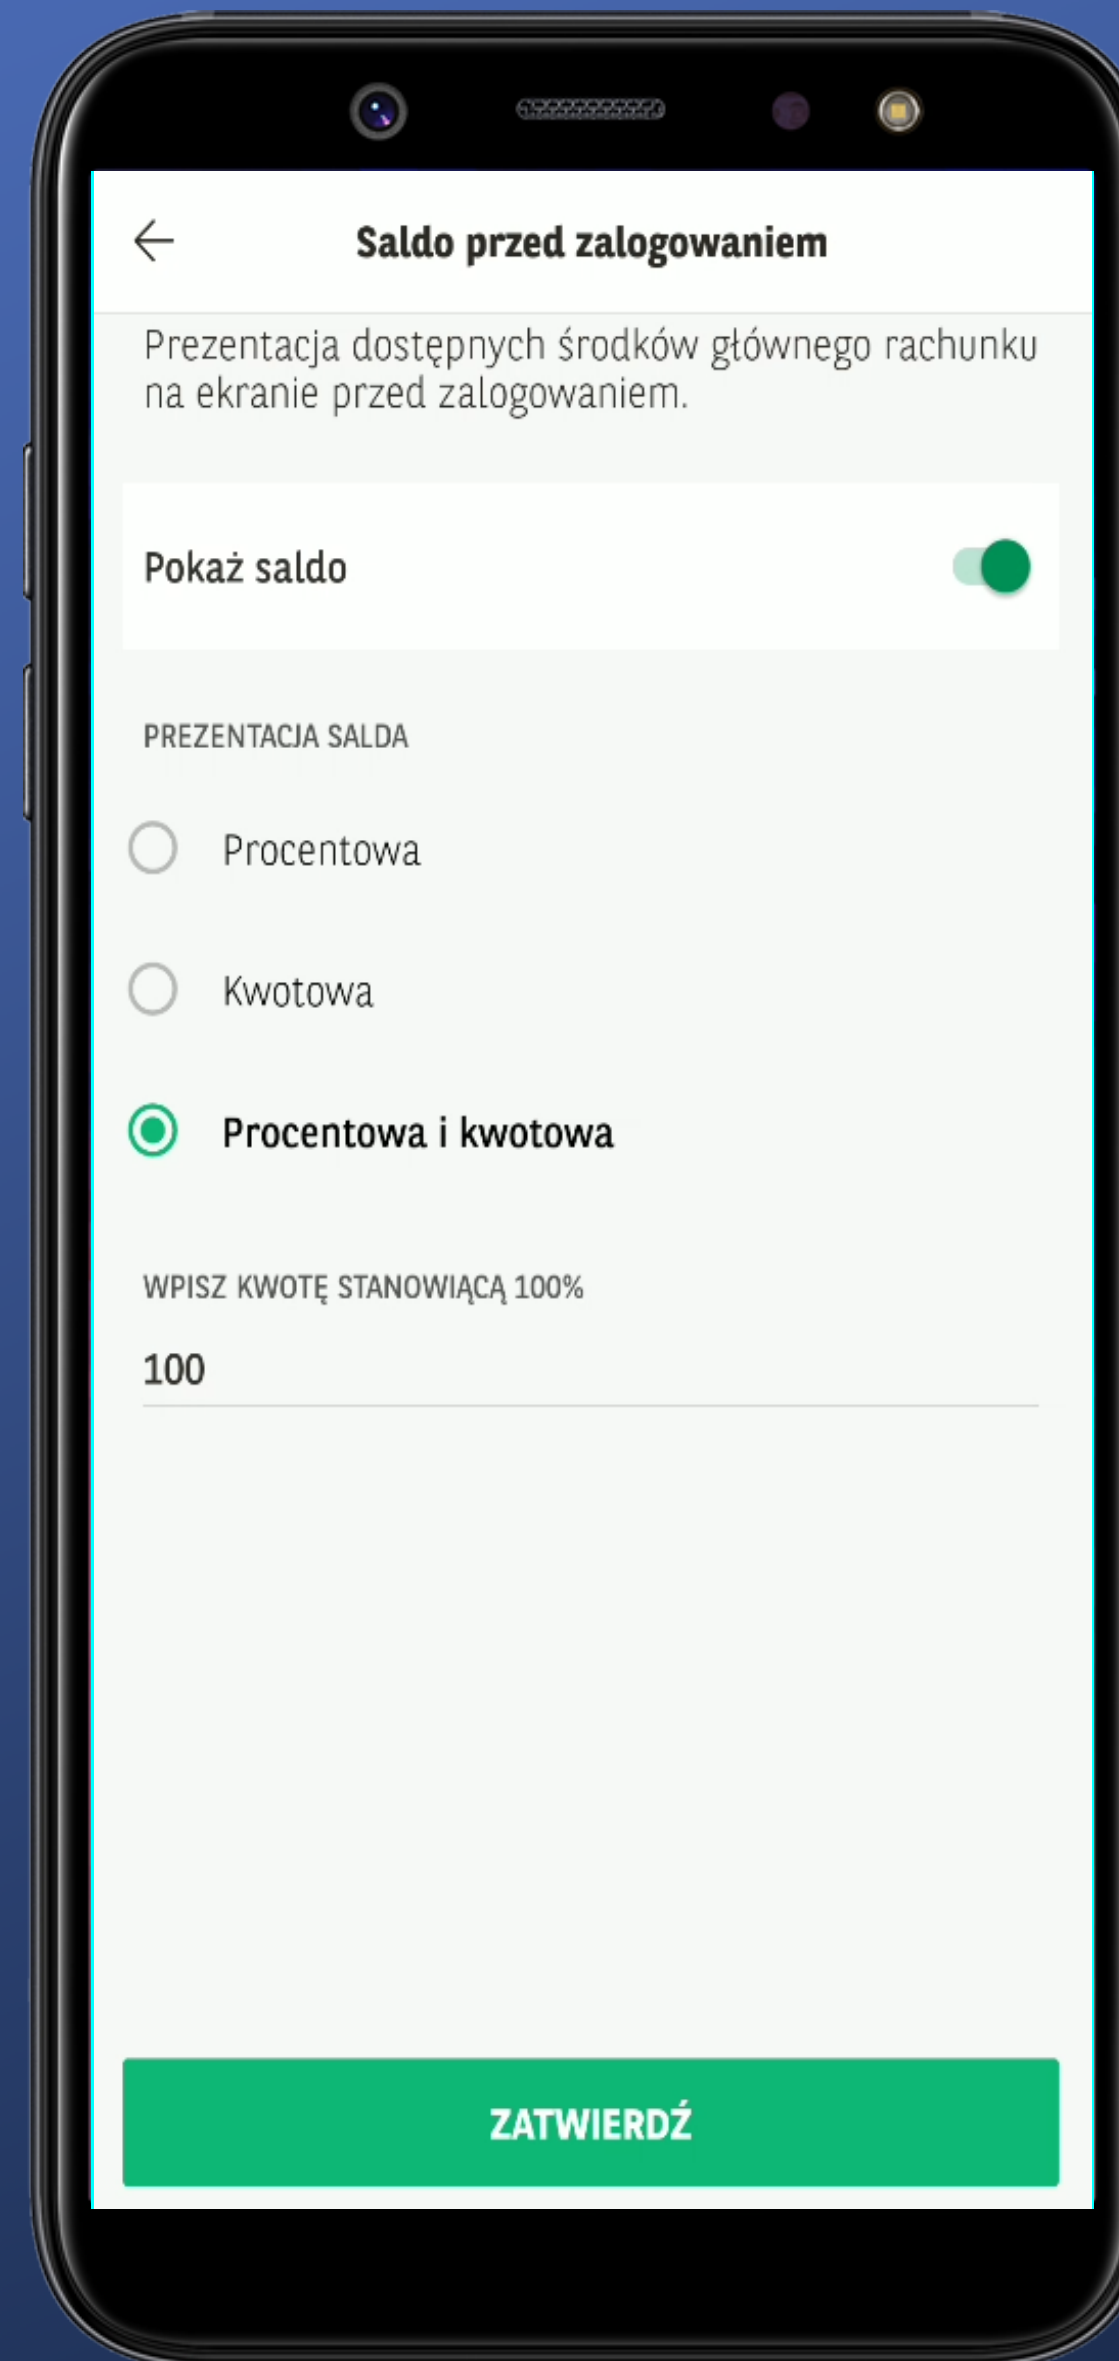 Saldo przed zalogowaniem
Prezentacja dostępnych środków głównego rachunku
na ekranie przed zalogowaniem.
Pokaż saldo
PREZENTACJA SALDA
Procentowa
Kwotowa
Procentowa i kwotowa
WPISZ KWOTĘ STANOWIĄCĄ 100%
100
ZATWIERDŹ